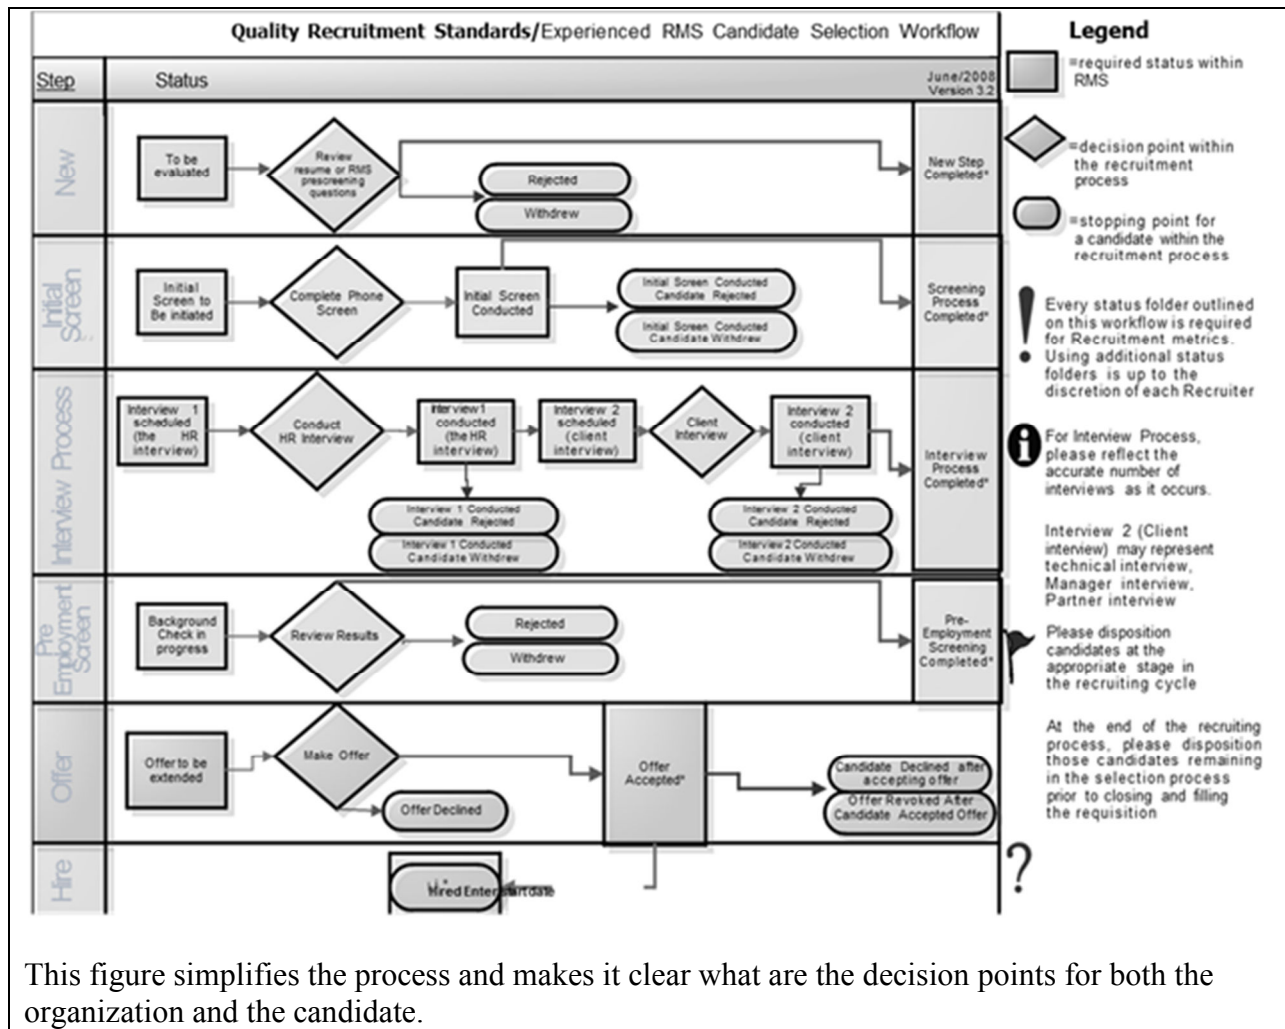 Quality Recruitment Standards/Experienced RMS Candidate Selection Workflow
Step
Status
June/2008
Version 3.2
New
To be
evaluated
Review
resume or RMS
prescreening
questions
Rejected
Withdrew
New Step
Completed*
Initial
Screen
Initial
Screen to
Be initiated
Complete Phone
Screen
Initial Screen
Conducted
Initial Screen Conducted
Candidate Rejected
Initial Screen Conducted
Candidate Withdrew
Screening
Process
Completed*
Interview Process
Interview 1
scheduled
(the HR
interview)
Conduct
HR Interview
Interview1
conducted
(the HR
interview)
Interview 2
scheduled
(client
interview)
Client
Interview
Interview 2
conducted
(client
interview)
Interview 1 Conducted
Candidate Rejected
Interview 1 Conducted
Candidate Withdrew
Interview 2 Conducted
Candidate Rejected
Interview 2 Conducted
Candidate Withdrew
Interview
Process
Completed*
Pre
Employment
Screen
Background
Check in
progress
Review Results
Rejected
Withdrew
Pre-
Employment
Screening
Completed*
Offer
Offer to be
extended
Make Offer
Offer Declined
Offer
Accepted*
Candidate Declined after
accepting offer
Offer Revoked After
Candidate Accepted Offer
Hire
Hired Enter start date
Legend
=required status within
RMS
=decision point within
the recruitment
process
=stopping point for
a candidate within the
recruitment process
! Every status folder outlined
on this workflow is required
for Recruitment metrics.
Using additional status
folders is up to the
discretion of each Recruiter
i For Interview Process,
please reflect the
accurate number of
interviews as it occurs.
Interview 2 (Client
interview) may represent
technical interview,
Manager interview,
Partner interview
Please disposition
candidates at the
appropriate stage in
the recruiting cycle
At the end of the recruiting
process, please disposition
those candidates remaining
in the selection process
prior to closing and filling
the requisition
?
This figure simplifies the process and makes it clear what are the decision points for both the
organization and the candidate.